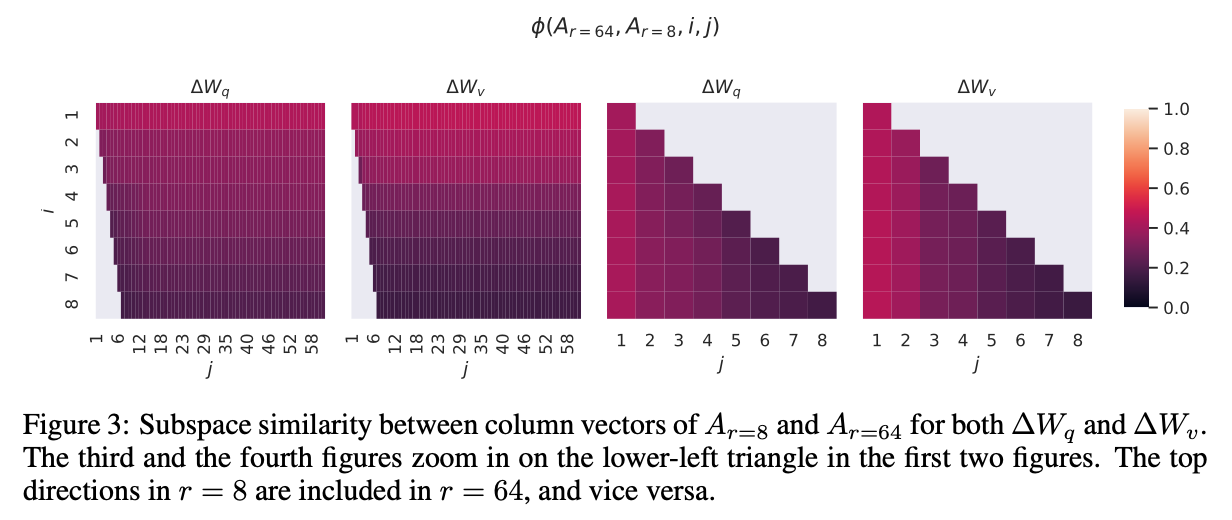 ϕ(A_{r=64}, A_{r=8}, i, j)
ΔW_q ΔW_v ΔW_q ΔW_v
i
1
2
3
4
5
6
7
8
1 6 12 18 23 29 35 40 46 52 58
j
1 6 12 18 23 29 35 40 46 52 58
j
1 2 3 4 5 6 7 8
j
1 2 3 4 5 6 7 8
j
1.0
0.8
0.6
0.4
0.2
0.0
Figure 3: Subspace similarity between column vectors of A_{r=8} and A_{r=64} for both ΔW_q and ΔW_v.
The third and the fourth figures zoom in on the lower-left triangle in the first two figures. The top
directions in r = 8 are included in r = 64, and vice versa.